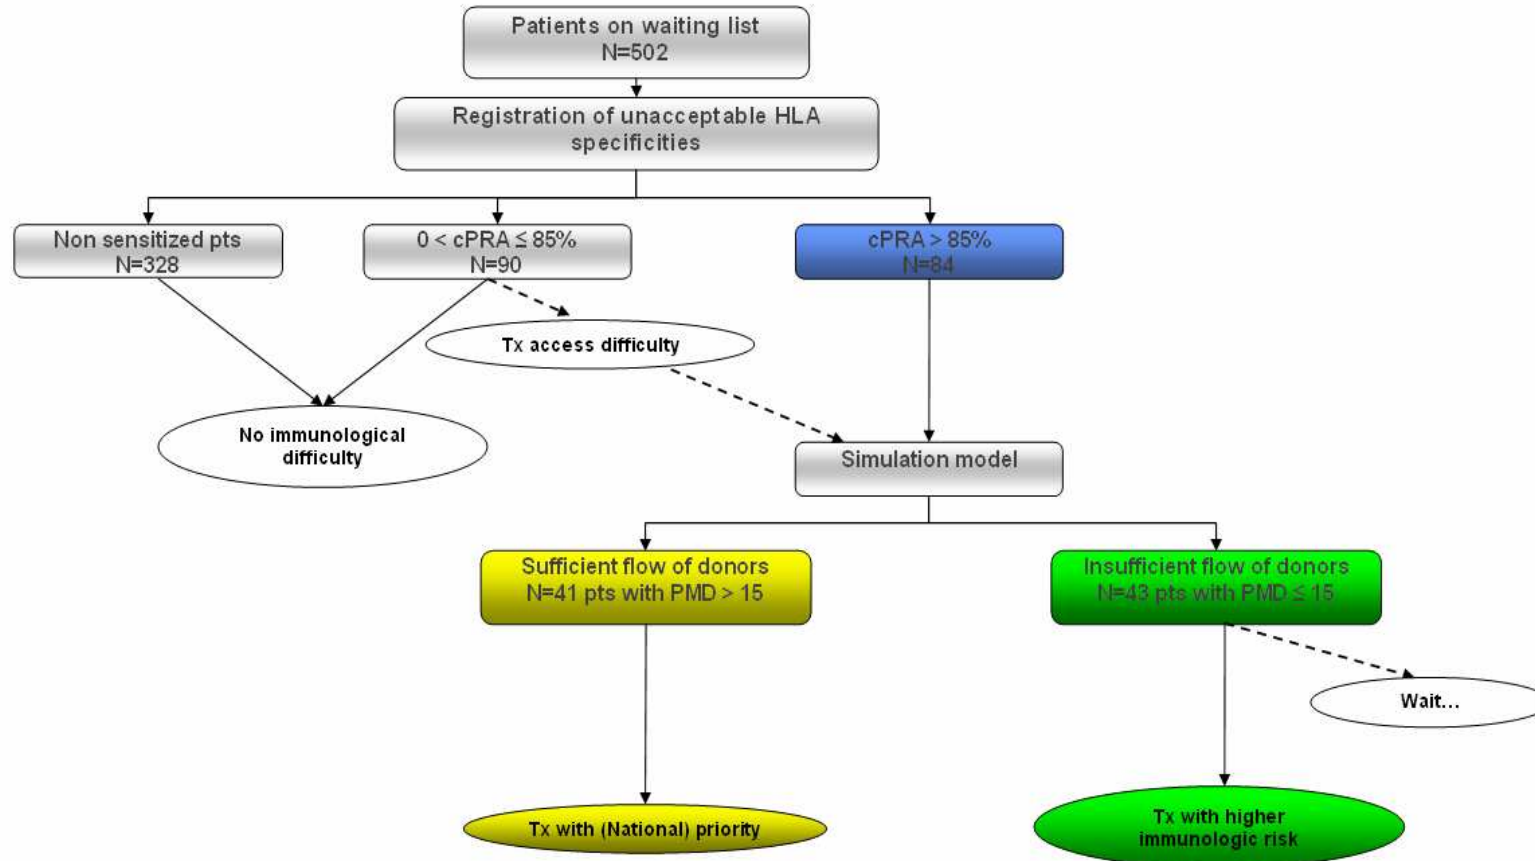 Patients on waiting list
N=502
Registration of unacceptable HLA
specificities
Non sensitized pts
N=328
0 < cPRA ≤ 85%
N=90
cPRA > 85%
N=84
Tx access difficulty
No immunological
difficulty
Simulation model
Sufficient flow of donors
N=41 pts with PMD > 15
Insufficient flow of donors
N=43 pts with PMD ≤ 15
Wait...
Tx with (National) priority
Tx with higher
immunologic risk